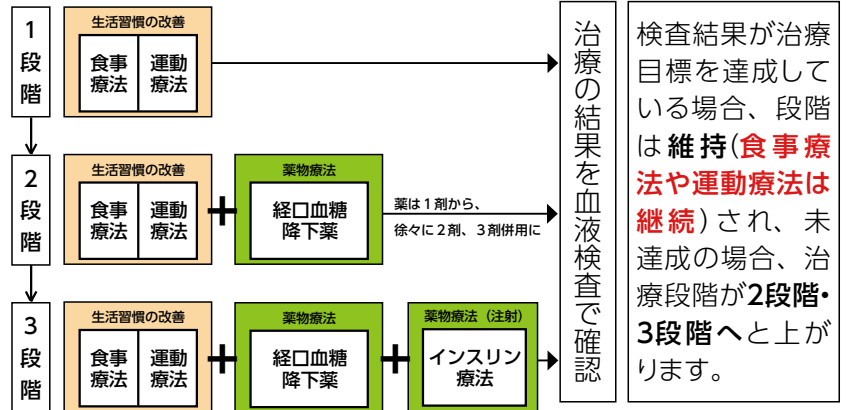 1段階
生活習慣の改善
食事療法
運動療法
2段階
生活習慣の改善
食事療法
運動療法
+
薬物療法
経口血糖
降下薬
薬は1剤から、
徐々に2剤、3剤併用に
3段階
生活習慣の改善
食事療法
運動療法
+
薬物療法
経口血糖
降下薬
+
薬物療法（注射）
インスリン
療法
治療の結果を血液検査で確認
検査結果が治療
目標を達成して
いる場合、段階
は維持(食事療
法や運動療法は
継続)され、未
達成の場合、治
療段階が2段階・
3段階へと上が
ります。